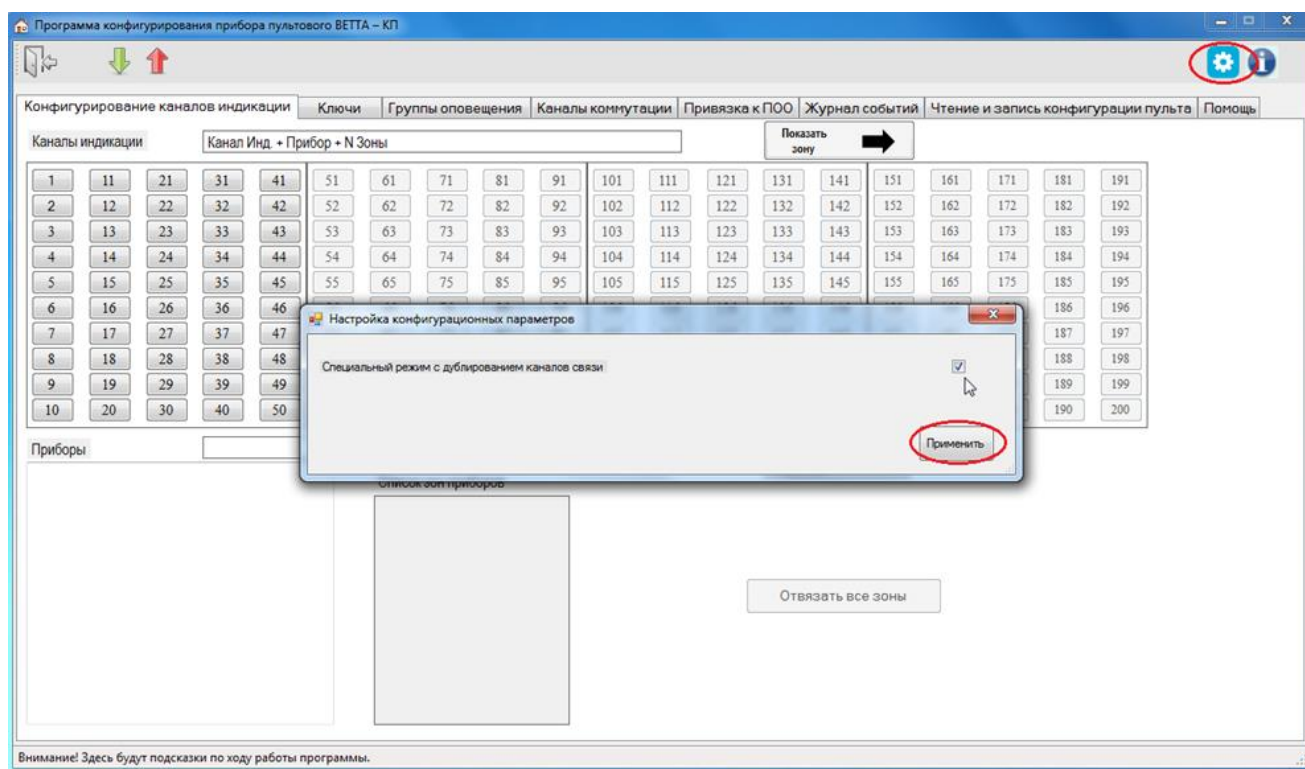 Программа конфигурирования прибора пультового ВЕТТА – КП
Конфигурирование каналов индикации Ключи Группы оповещения Каналы коммутации Привязка к ПОО Журнал событий Чтение и запись конфигурации пульта Помощь
Каналы индикации Канал Инд. + Прибор + N Зоны Показать зону
1 11 21 31 41 51 61 71 81 91 101 111 121 131 141 151 161 171 181 191
2 12 22 32 42 52 62 72 82 92 102 112 122 132 142 152 162 172 182 192
3 13 23 33 43 53 63 73 83 93 103 113 123 133 143 153 163 173 183 193
4 14 24 34 44 54 64 74 84 94 104 114 124 134 144 154 164 174 184 194
5 15 25 35 45 55 65 75 85 95 105 115 125 135 145 155 165 175 185 195
6 16 26 36 46 186 196
Настройка конфигурационных параметров
7 17 27 37 47 187 197
8 18 28 38 48 188 198
Специальный режим с дублированием каналов связи
9 19 29 39 49 189 199
10 20 30 40 50 190 200
Применить
Приборы
Список зон приборов
Отвязать все зоны
Внимание! Здесь будут подсказки по ходу работы программы.